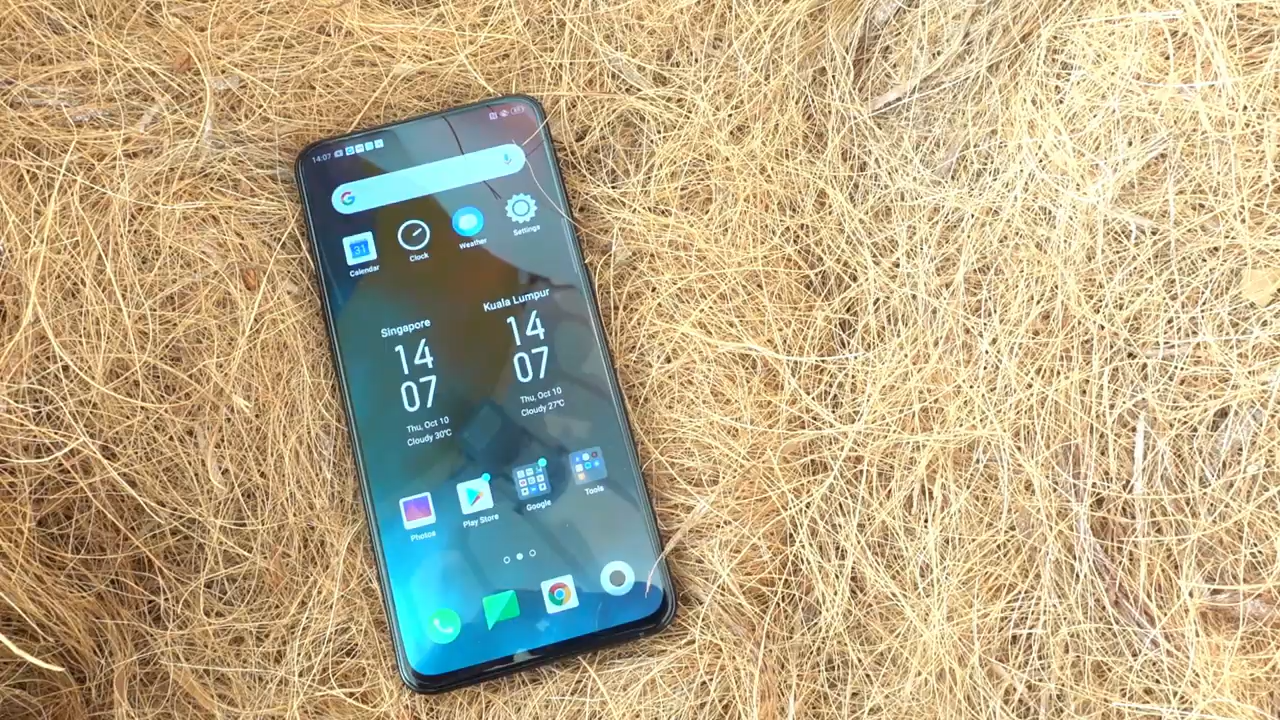 14:07
G
31
Calendar
Clock
Weather
Settings
Singapore
14
07
Thu, Oct 10
Cloudy 30°C
Kuala Lumpur
14
07
Thu, Oct 10
Cloudy 27°C
Photos
Play Store
Google
Tools